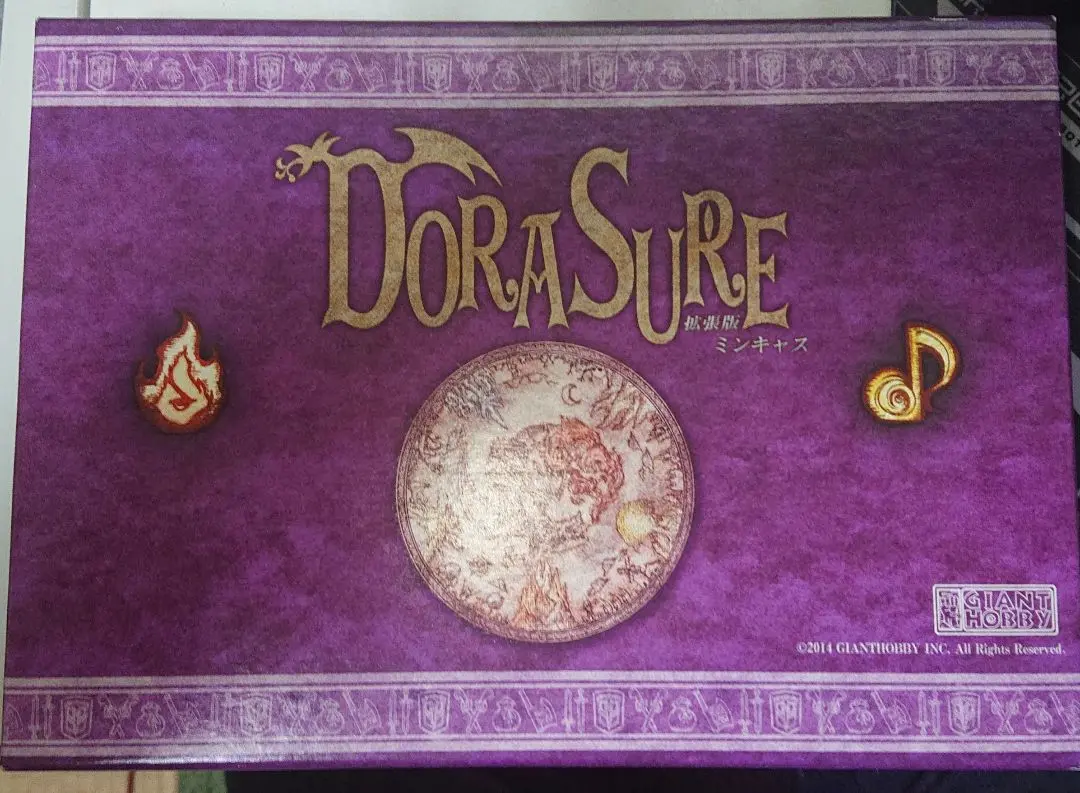 DORASURE
拡張版
ミンキャス
GIANT
HOBBY
©2014 GIANTHOBBY INC. All Rights Reserved.